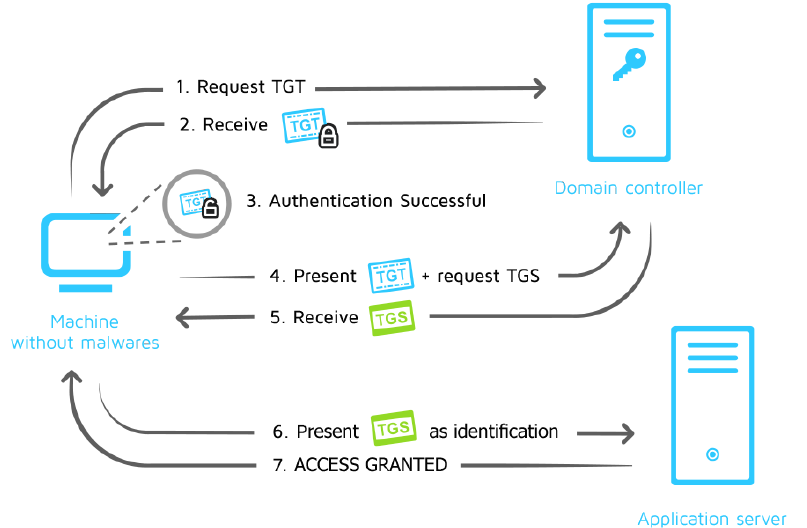 1. Request TGT
2. Receive TGT
Domain controller
TGT 3. Authentication Successful
4. Present TGT + request TGS
5. Receive TGS
Machine
without malwares
6. Present TGS as identification
7. ACCESS GRANTED
Application server